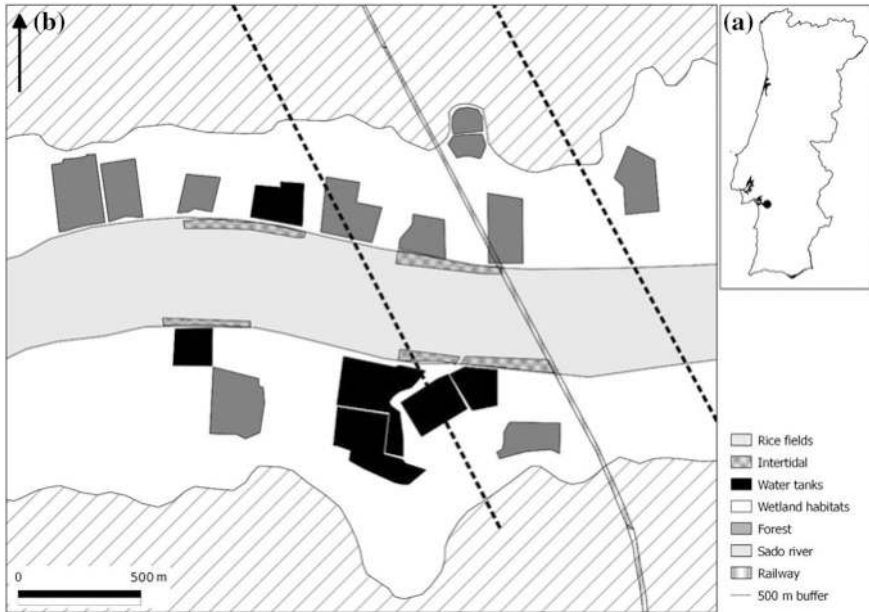 (b)
(a)
Rice fields
Intertidal
Water tanks
Wetland habitats
Forest
Sado river
Railway
500 m buffer
0 500 m